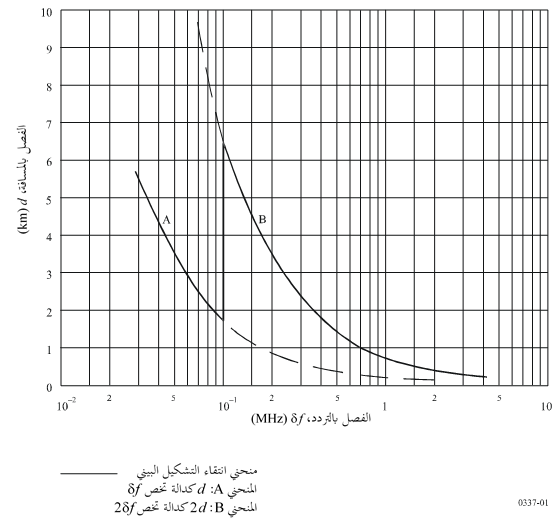 10
9
8
7
6
5
4
3
2
1
0
الفصل بالمسافة، d (km)
A
B
10⁻² 2 5 10⁻¹ 2 5 1 2 5 10
الفصل بالتردد، δf (MHz)
منحني انتقاء التشكيل البيني
المنحني A: d كدالة تخص δf
المنحني B: 2d كدالة تخص 2δf
0337-01